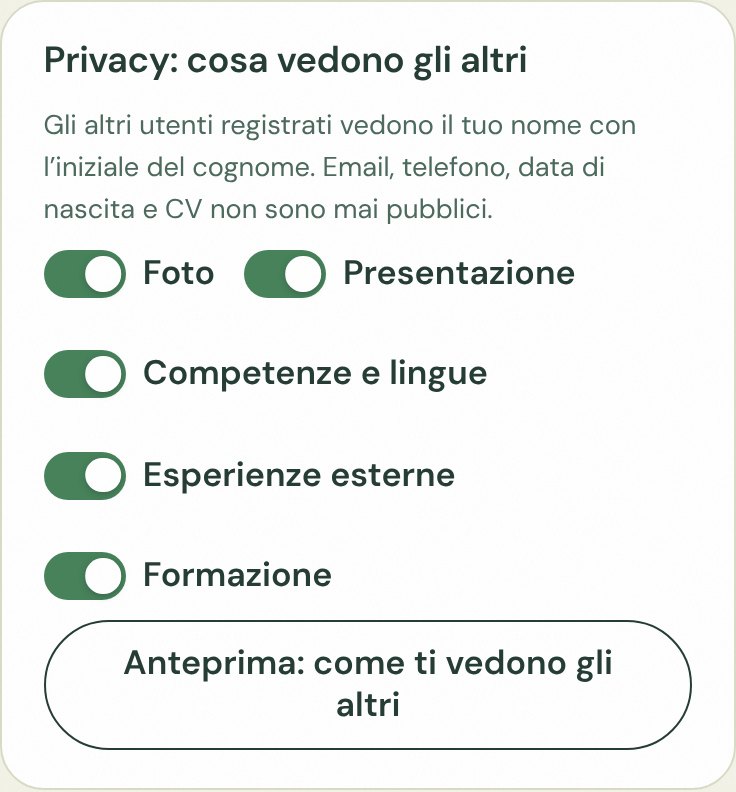 Privacy: cosa vedono gli altri
Gli altri utenti registrati vedono il tuo nome con
l’iniziale del cognome. Email, telefono, data di
nascita e CV non sono mai pubblici.
Foto Presentazione
Competenze e lingue
Esperienze esterne
Formazione
Anteprima: come ti vedono gli
altri